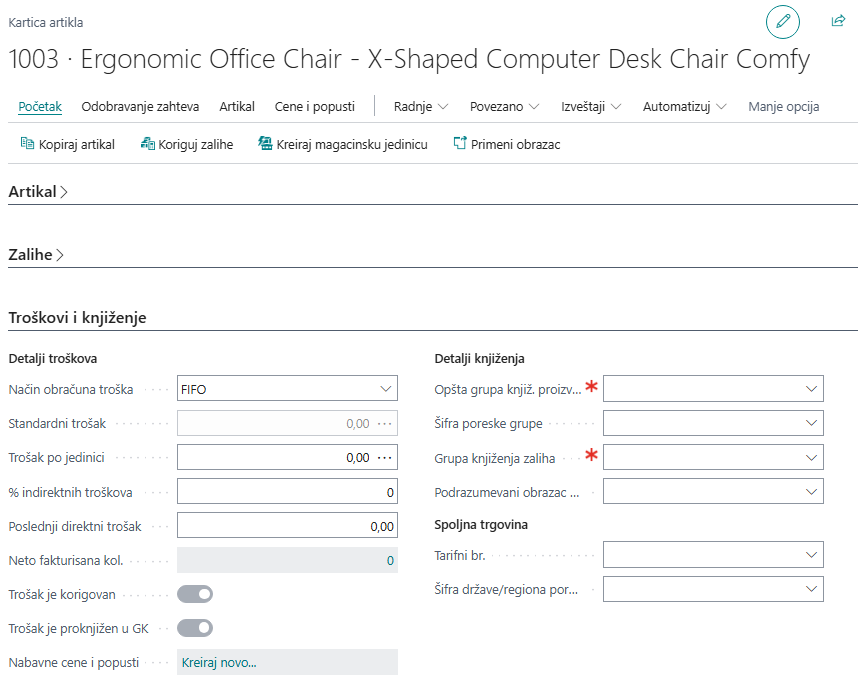 Kartica artikla
1003 · Ergonomic Office Chair - X-Shaped Computer Desk Chair Comfy
Početak Odobravanje zahteva Artikal Cene i popusti Radnje Povezano Izveštaji Automatizuj Manje opcija
Kopiraj artikal Koriguj zalihe Kreiraj magacinsku jedinicu Primeni obrazac
Artikal
Zalihe
Troškovi i knjiženje
Detalji troškova
Način obračuna troška FIFO
Standardni trošak 0,00 ...
Trošak po jedinici 0,00 ...
% indirektnih troškova 0
Poslednji direktni trošak 0,00
Neto fakturisana kol. 0
Trošak je korigovan
Trošak je proknjižen u GK
Nabavne cene i popusti Kreiraj novo...
Detalji knjiženja
Opšta grupa knjiž. proizv... *
Šifra poreske grupe
Grupa knjiženja zaliha *
Podrazumevani obrazac ...
Spoljna trgovina
Tarifni br.
Šifra države/regiona por...